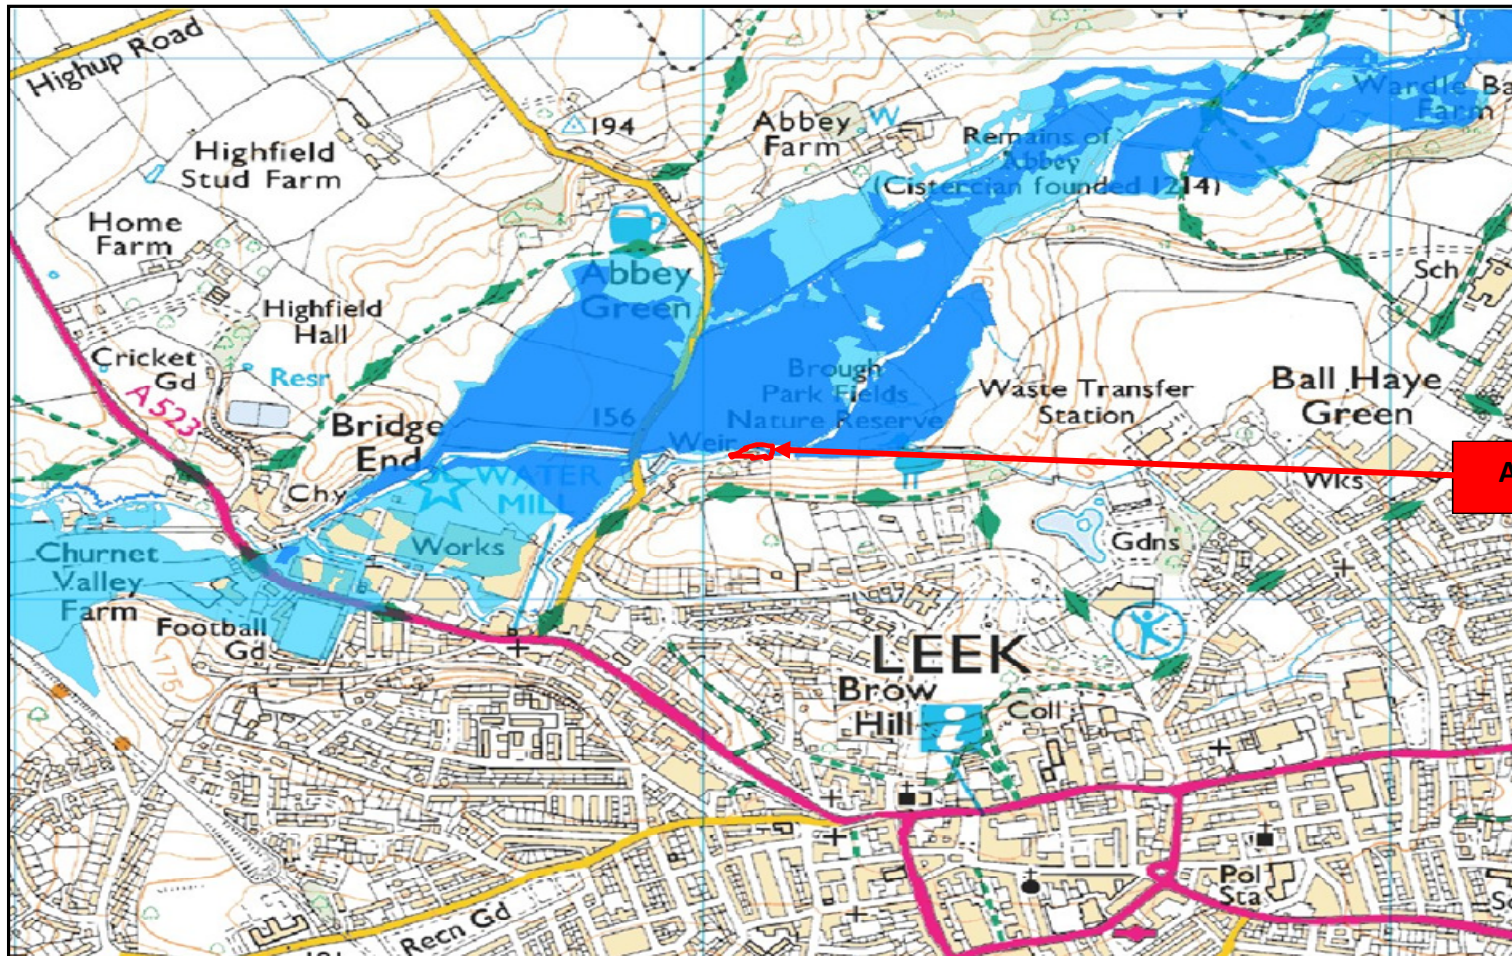 Highup Road
194
Abbey
Farm
W
Remains of
Abbey
(Cistercian founded 1214)
Wardle Ba
Farm
Highfield
Stud Farm
Home
Farm
Abbey
Green
Sch
Highfield
Hall
Cricket
Gd
Resr
A 523
Bridge
End
156
Brough
Park Fields
Nature Reserve
Weir
Waste Transfer
Station
Ball Haye
Green
A
Wks
Chy
WATER
MILL
Works
Gdns
Churnet
Valley
Farm
Football
Gd
175
LEEK
Brow
Hill
i
Coll
Pol
Sta
S
Recn Gd